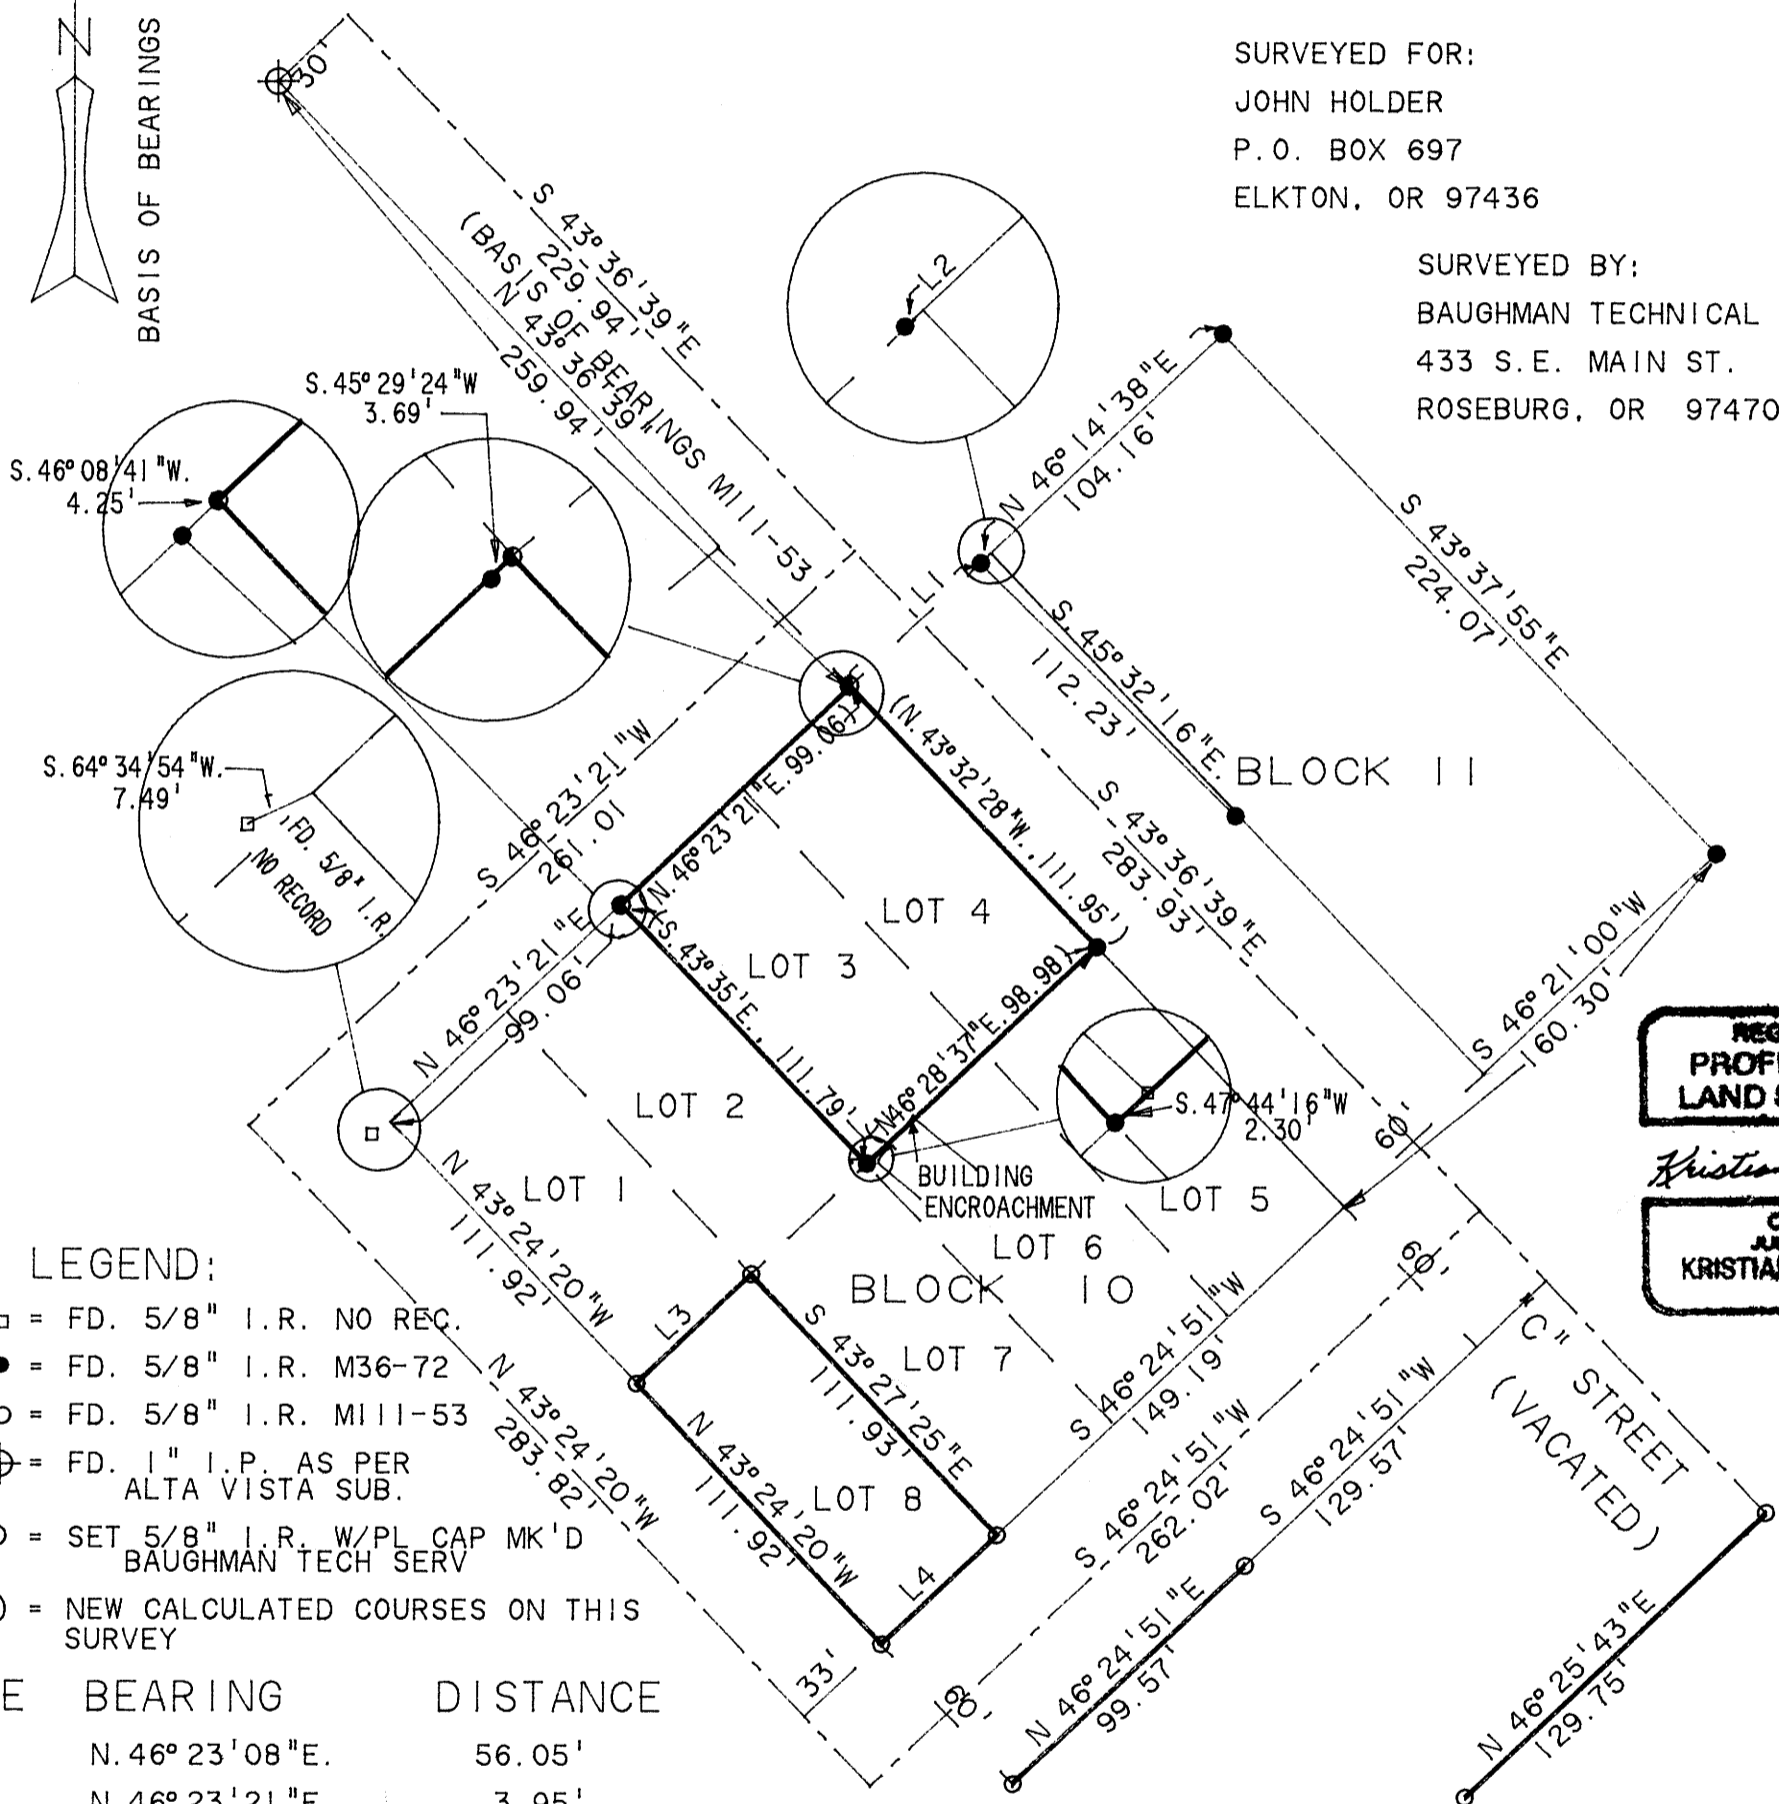 N
BASIS OF BEARINGS
30'
SURVEYED FOR:
JOHN HOLDER
P.O. BOX 697
ELKTON, OR 97436
SURVEYED BY:
BAUGHMAN TECHNICAL
433 S.E. MAIN ST.
ROSEBURG, OR 97470
S 43°36'39"E
229.94'
(BASIS OF BEARINGS M111-53
N 43°36'39"
259.94'
L2
S.45°29'24"W
3.69'
S.46°08'41"W.
4.25'
S.64°34'54"W.
7.49'
FD. 5/8" I.R.
NO RECORD
N 46°14'38"E
104.16'
L1
S 43°37'55"E
224.07'
S.45°32'16"E.
112.23'
BLOCK 11
S 46°23'21"W
261.01
N.46°23'21"E.99.06)
(N.43°32'28"W.,111.95')
S 43°36'39"E
283.93'
LOT 4
LOT 3
(S.43°35'E., 111.79'
(N46°28'37"E.98.98)
N 46°23'21"E
99.06'
S 46°21'00"W
160.30'
LOT 2
LOT 1
S.47°44'16"W
2.30'
BUILDING
ENCROACHMENT
LOT 5
LOT 6
60'
60'
BLOCK 10
LOT 7
N 43°24'20"W
111.92'
L3
S 43°27'25"E
111.93'
S 46°24'51"W
149.19'
"C" STREET
(VACATED)
N 43°24'20"W
283.82'
N 43°24'20"W
111.92'
LOT 8
L4
S 46°24'51"W
262.02'
S 46°24'51"W
129.57'
33'
N 46°24'51"E
99.57'
N 46°25'43"E
129.75'
PROF
LAND S
KRISTIA
LEGEND:
= FD. 5/8" I.R. NO REC.
= FD. 5/8" I.R. M36-72
= FD. 5/8" I.R. M111-53
= FD. 1" I.P. AS PER
ALTA VISTA SUB.
= SET 5/8" I.R. W/PL CAP MK'D
BAUGHMAN TECH SERV
) = NEW CALCULATED COURSES ON THIS
SURVEY
E BEARING DISTANCE
N.46°23'08"E. 56.05'
N.46°23'21"E 3.95'